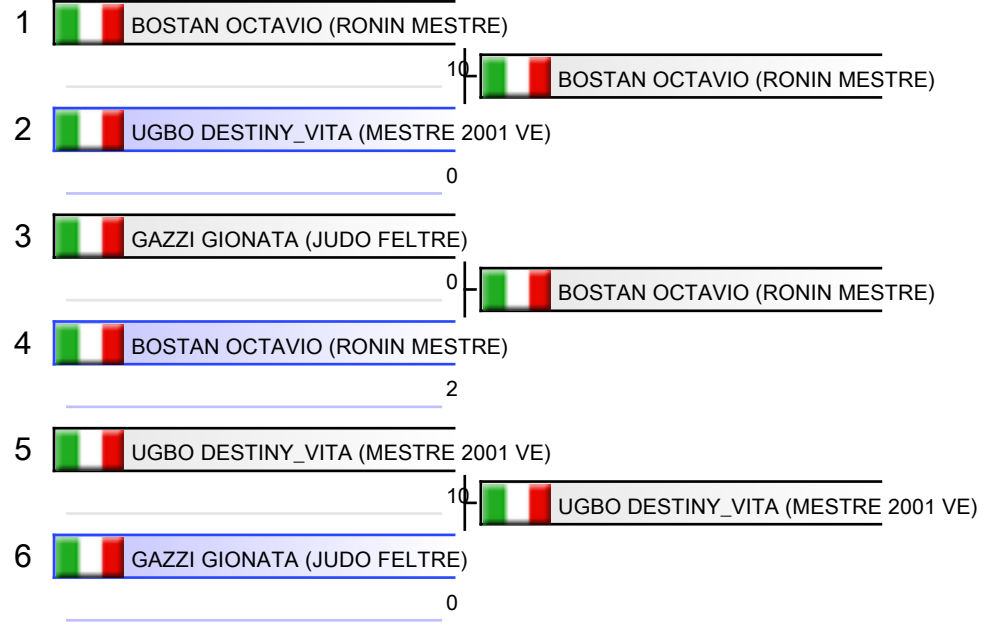 1 BOSTAN OCTAVIO (RONIN MESTRE)
10 BOSTAN OCTAVIO (RONIN MESTRE)
2 UGBO DESTINY_VITA (MESTRE 2001 VE)
0
3 GAZZI GIONATA (JUDO FELTRE)
0 BOSTAN OCTAVIO (RONIN MESTRE)
4 BOSTAN OCTAVIO (RONIN MESTRE)
2
5 UGBO DESTINY_VITA (MESTRE 2001 VE)
10 UGBO DESTINY_VITA (MESTRE 2001 VE)
6 GAZZI GIONATA (JUDO FELTRE)
0